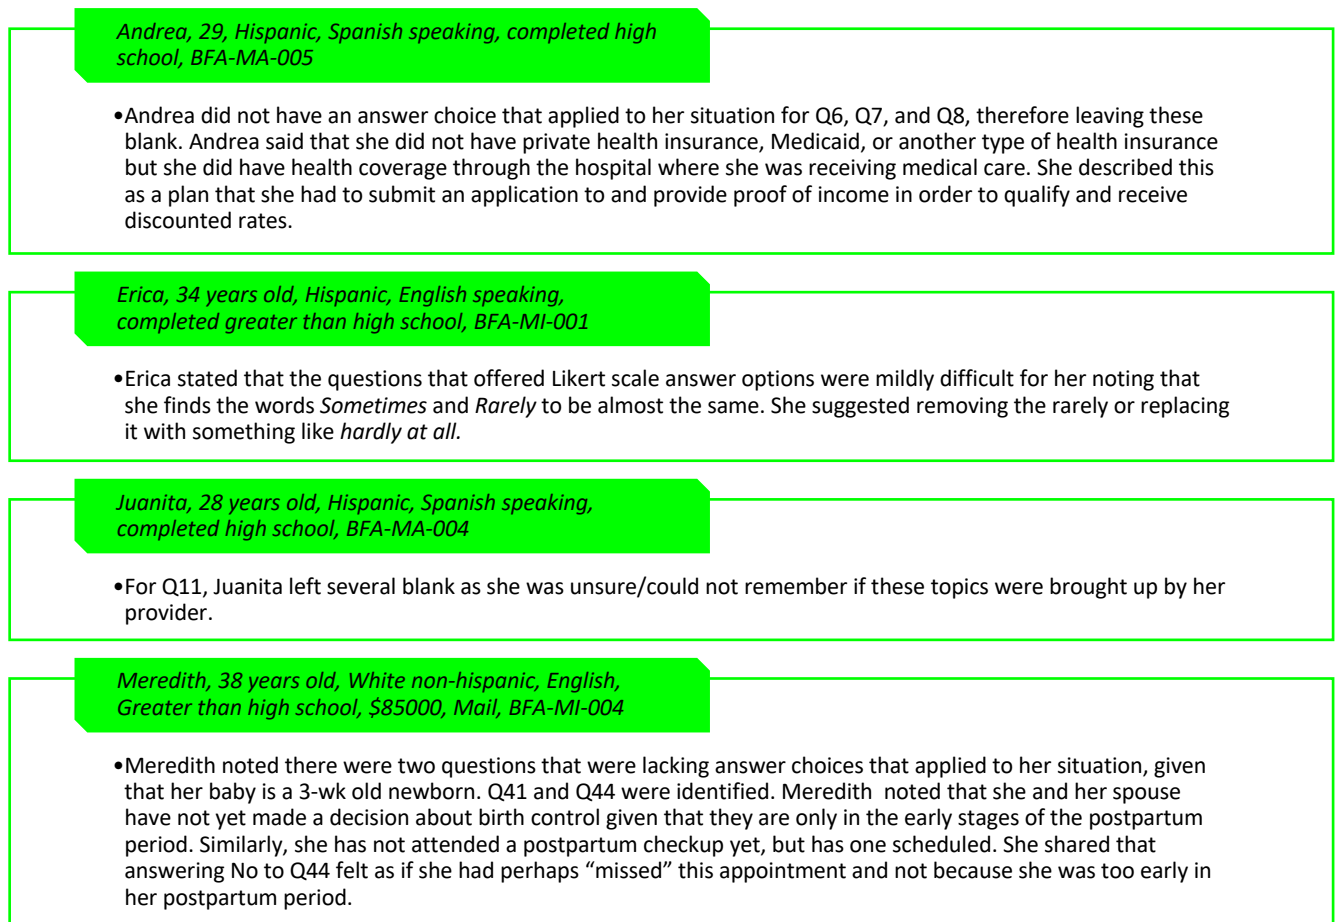 Andrea, 29, Hispanic, Spanish speaking, completed high
school, BFA-MA-005
•Andrea did not have an answer choice that applied to her situation for Q6, Q7, and Q8, therefore leaving these
blank. Andrea said that she did not have private health insurance, Medicaid, or another type of health insurance
but she did have health coverage through the hospital where she was receiving medical care. She described this
as a plan that she had to submit an application to and provide proof of income in order to qualify and receive
discounted rates.
Erica, 34 years old, Hispanic, English speaking,
completed greater than high school, BFA-MI-001
•Erica stated that the questions that offered Likert scale answer options were mildly difficult for her noting that
she finds the words Sometimes and Rarely to be almost the same. She suggested removing the rarely or replacing
it with something like hardly at all.
Juanita, 28 years old, Hispanic, Spanish speaking,
completed high school, BFA-MA-004
•For Q11, Juanita left several blank as she was unsure/could not remember if these topics were brought up by her
provider.
Meredith, 38 years old, White non-hispanic, English,
Greater than high school, $85000, Mail, BFA-MI-004
•Meredith noted there were two questions that were lacking answer choices that applied to her situation, given
that her baby is a 3-wk old newborn. Q41 and Q44 were identified. Meredith  noted that she and her spouse
have not yet made a decision about birth control given that they are only in the early stages of the postpartum
period. Similarly, she has not attended a postpartum checkup yet, but has one scheduled. She shared that
answering No to Q44 felt as if she had perhaps “missed” this appointment and not because she was too early in
her postpartum period.